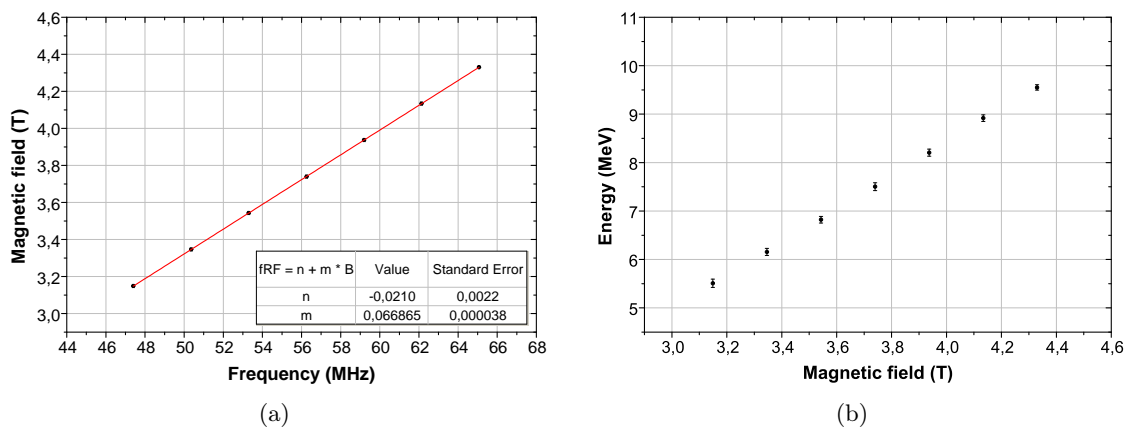 4,6
4,4
4,2
4,0
3,8
3,6
3,4
3,2
3,0
Magnetic field (T)
fRF = n + m * B Value Standard Error
n -0,0210 0,0022
m 0,066865 0,000038
44 46 48 50 52 54 56 58 60 62 64 66 68
Frequency (MHz)
(a)
11
10
9
8
7
6
5
Energy (MeV)
3,0 3,2 3,4 3,6 3,8 4,0 4,2 4,4 4,6
Magnetic field (T)
(b)